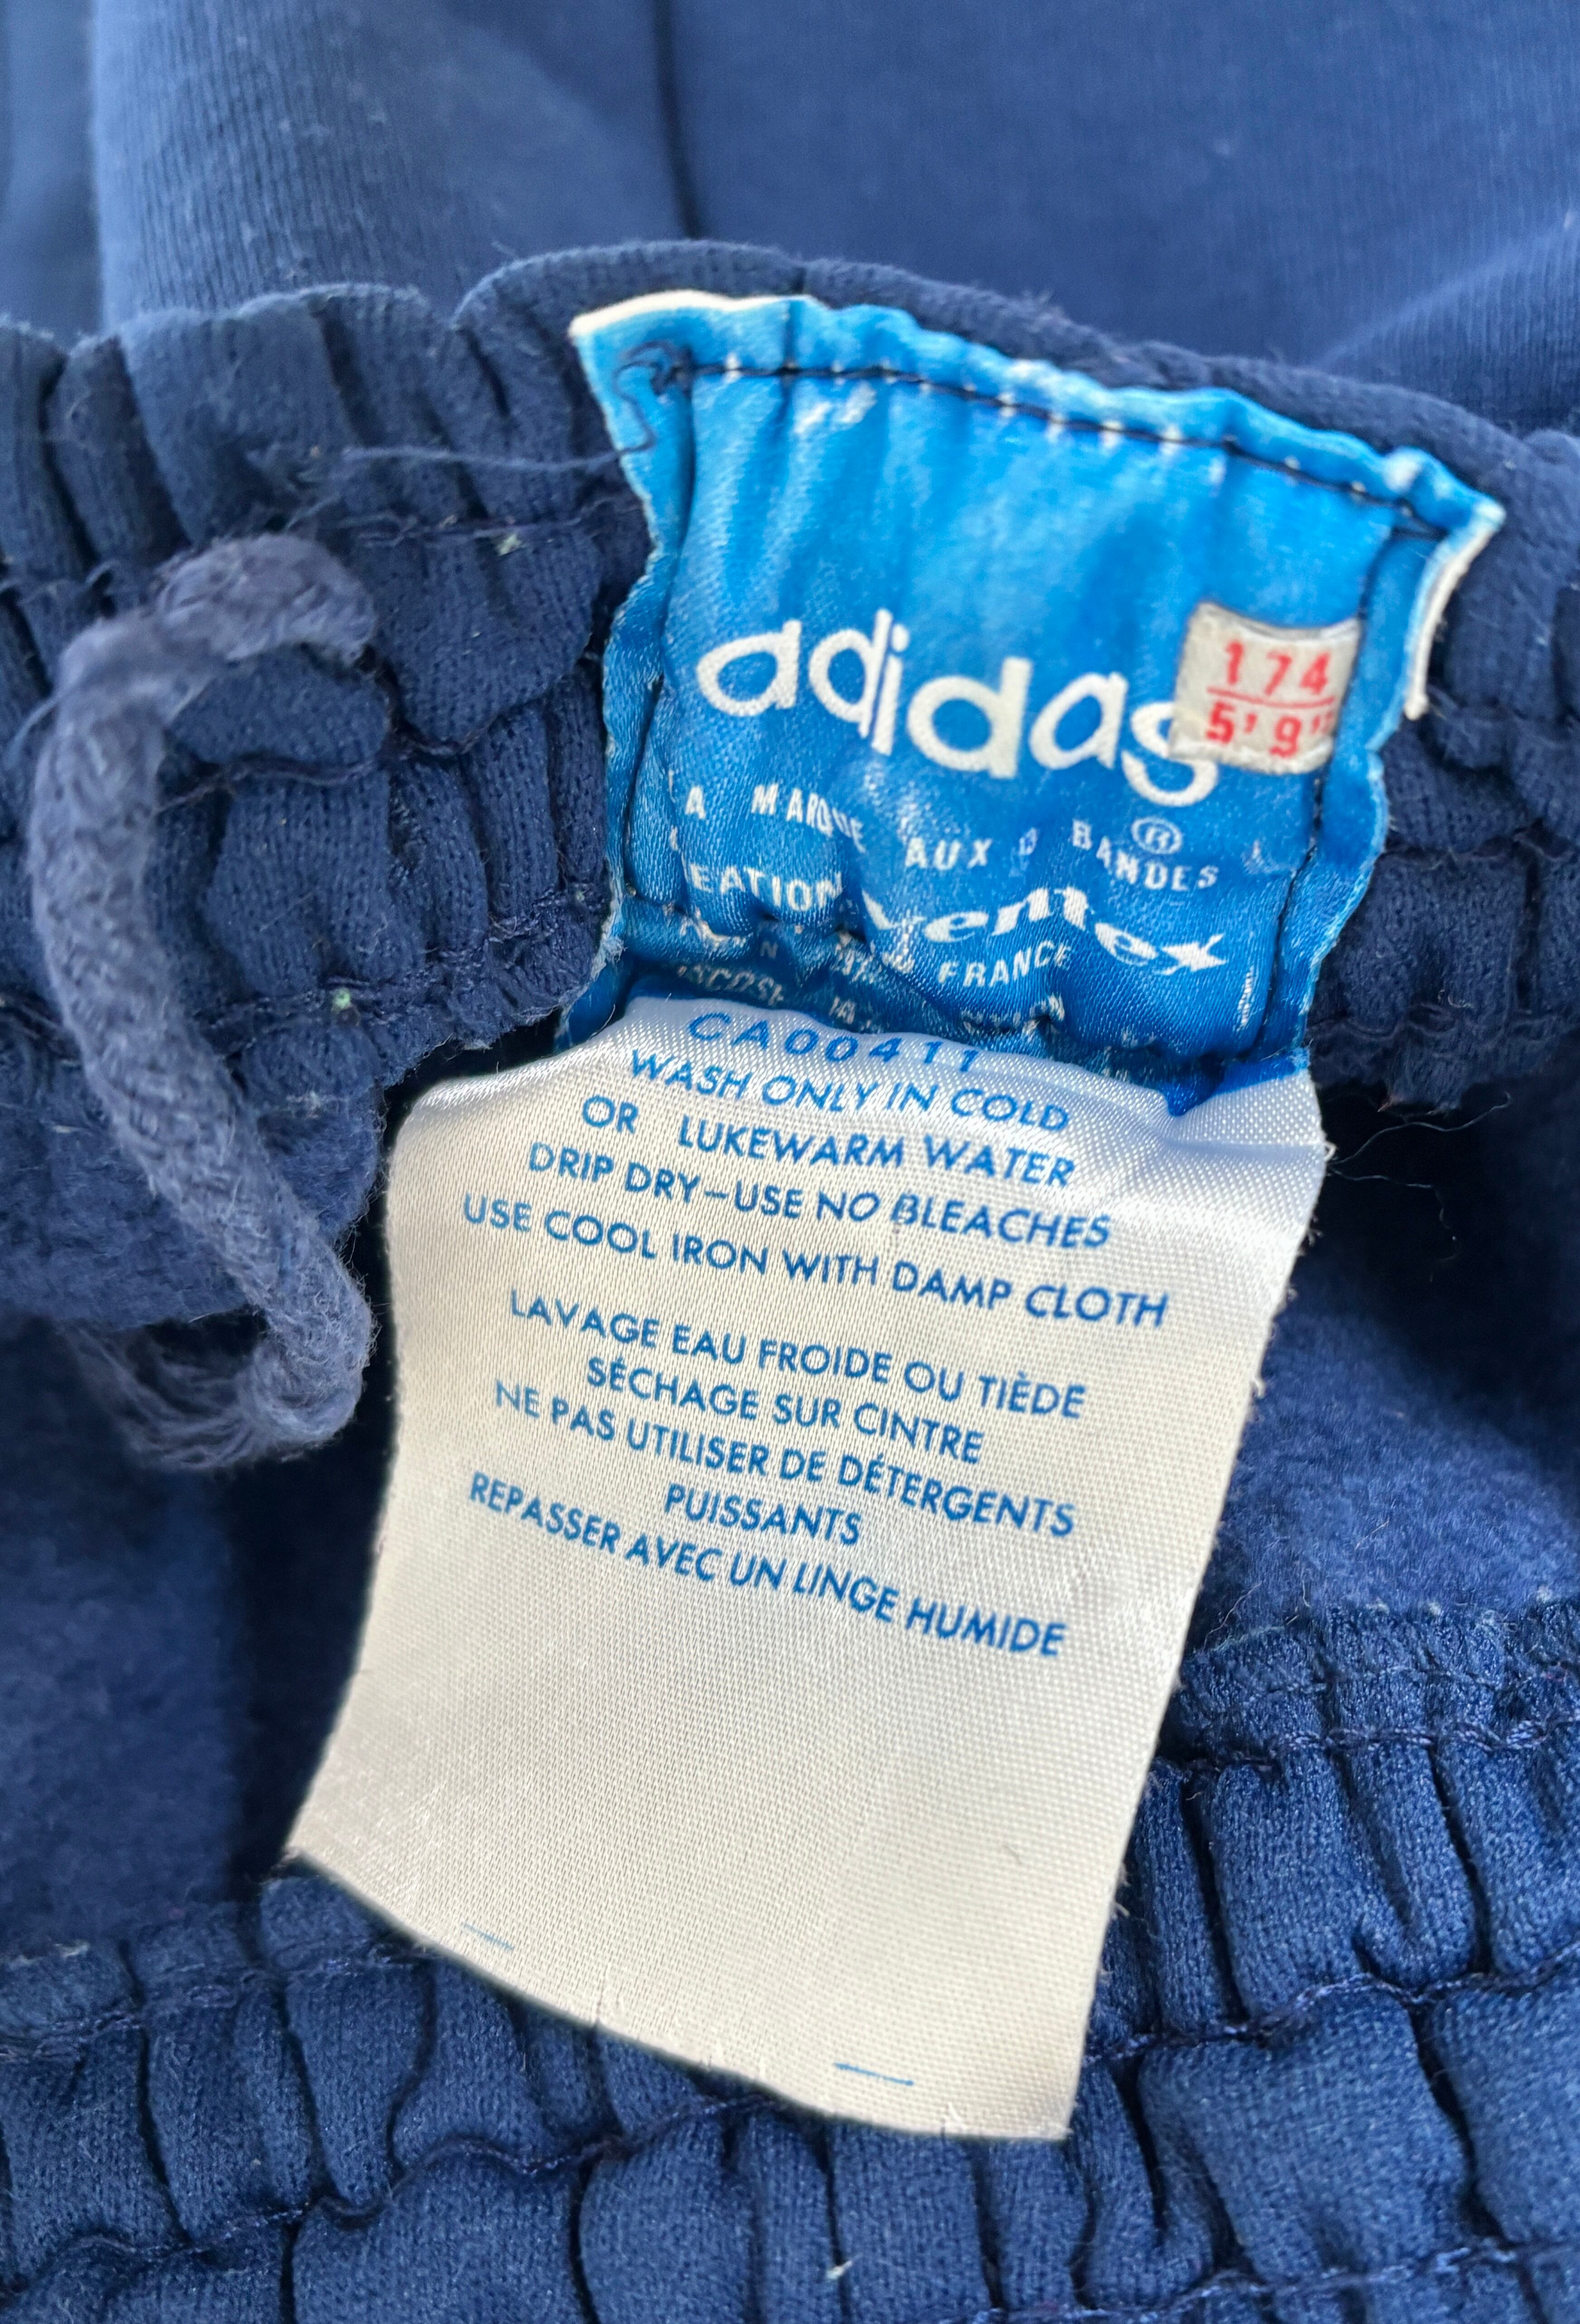 adidas
174
5'9"
®
A MARQUE AUX BANDES
EATION ventex
FRANCE
CA00411
WASH ONLY IN COLD
OR LUKEWARM WATER
DRIP DRY-USE NO BLEACHES
USE COOL IRON WITH DAMP CLOTH
LAVAGE EAU FROIDE OU TIÈDE
SÉCHAGE SUR CINTRE
NE PAS UTILISER DE DÉTERGENTS
PUISSANTS
REPASSER AVEC UN LINGE HUMIDE